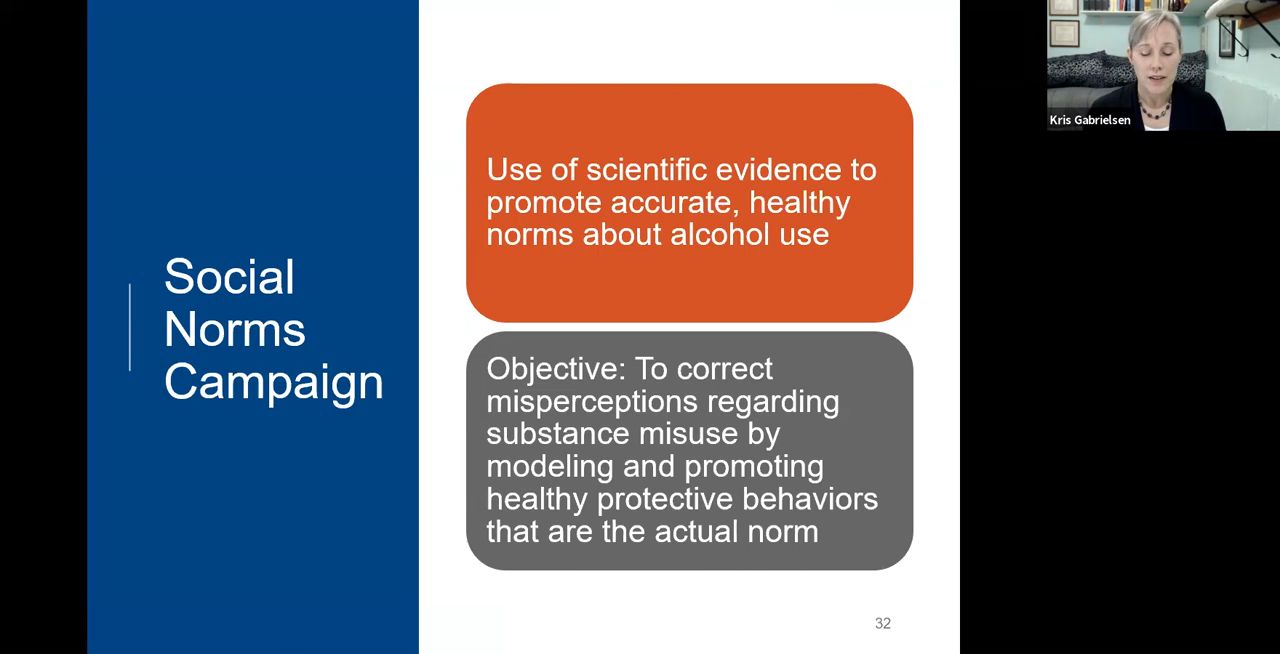 Social
Norms
Campaign
Use of scientific evidence to
promote accurate, healthy
norms about alcohol use
Objective: To correct
misperceptions regarding
substance misuse by
modeling and promoting
healthy protective behaviors
that are the actual norm
32
Kris Gabrielsen